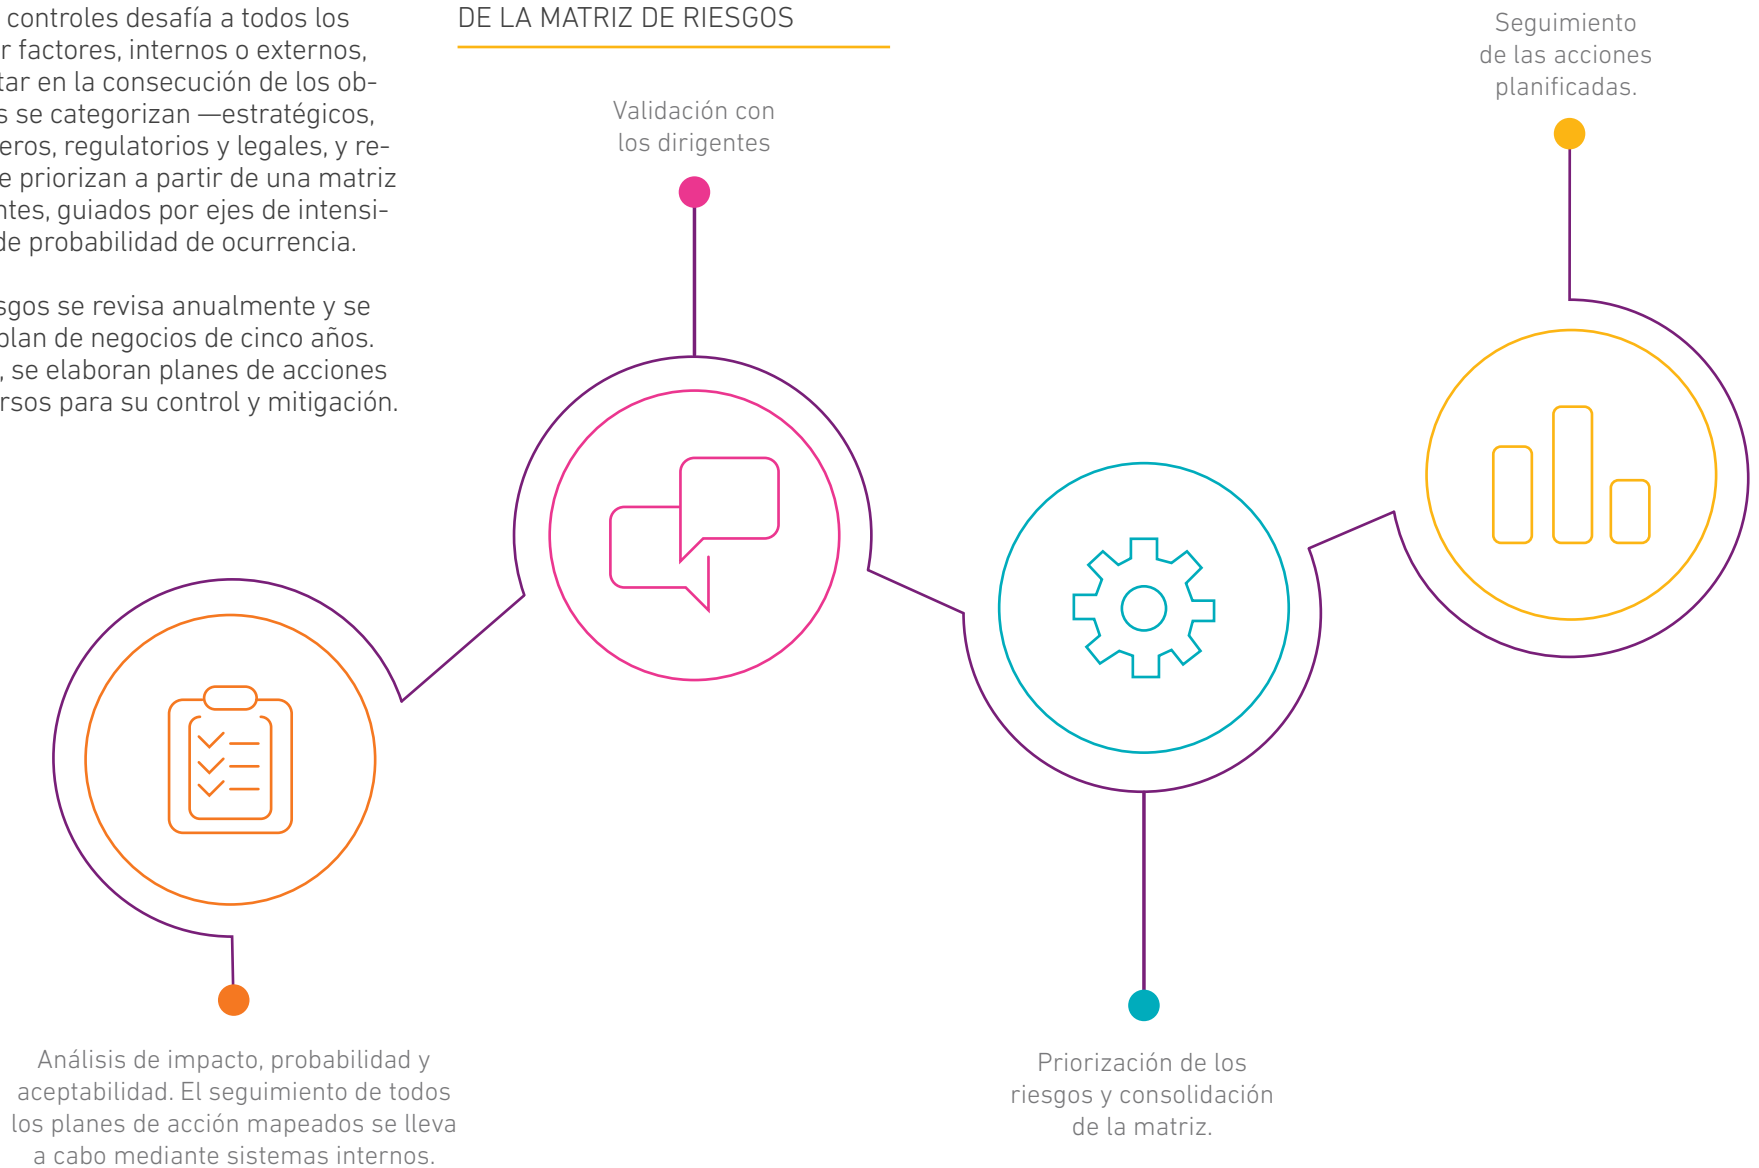 controles desafía a todos los
r factores, internos o externos,
tar en la consecución de los ob-
s se categorizan —estratégicos,
eros, regulatorios y legales, y re-
e priorizan a partir de una matriz
ntes, guiados por ejes de intensi-
de probabilidad de ocurrencia.
sgos se revisa anualmente y se
plan de negocios de cinco años.
, se elaboran planes de acciones
rsos para su control y mitigación.
DE LA MATRIZ DE RIESGOS
Validación con
los dirigentes
Seguimiento
de las acciones
planificadas.
Análisis de impacto, probabilidad y
aceptabilidad. El seguimiento de todos
los planes de acción mapeados se lleva
a cabo mediante sistemas internos.
Priorización de los
riesgos y consolidación
de la matriz.